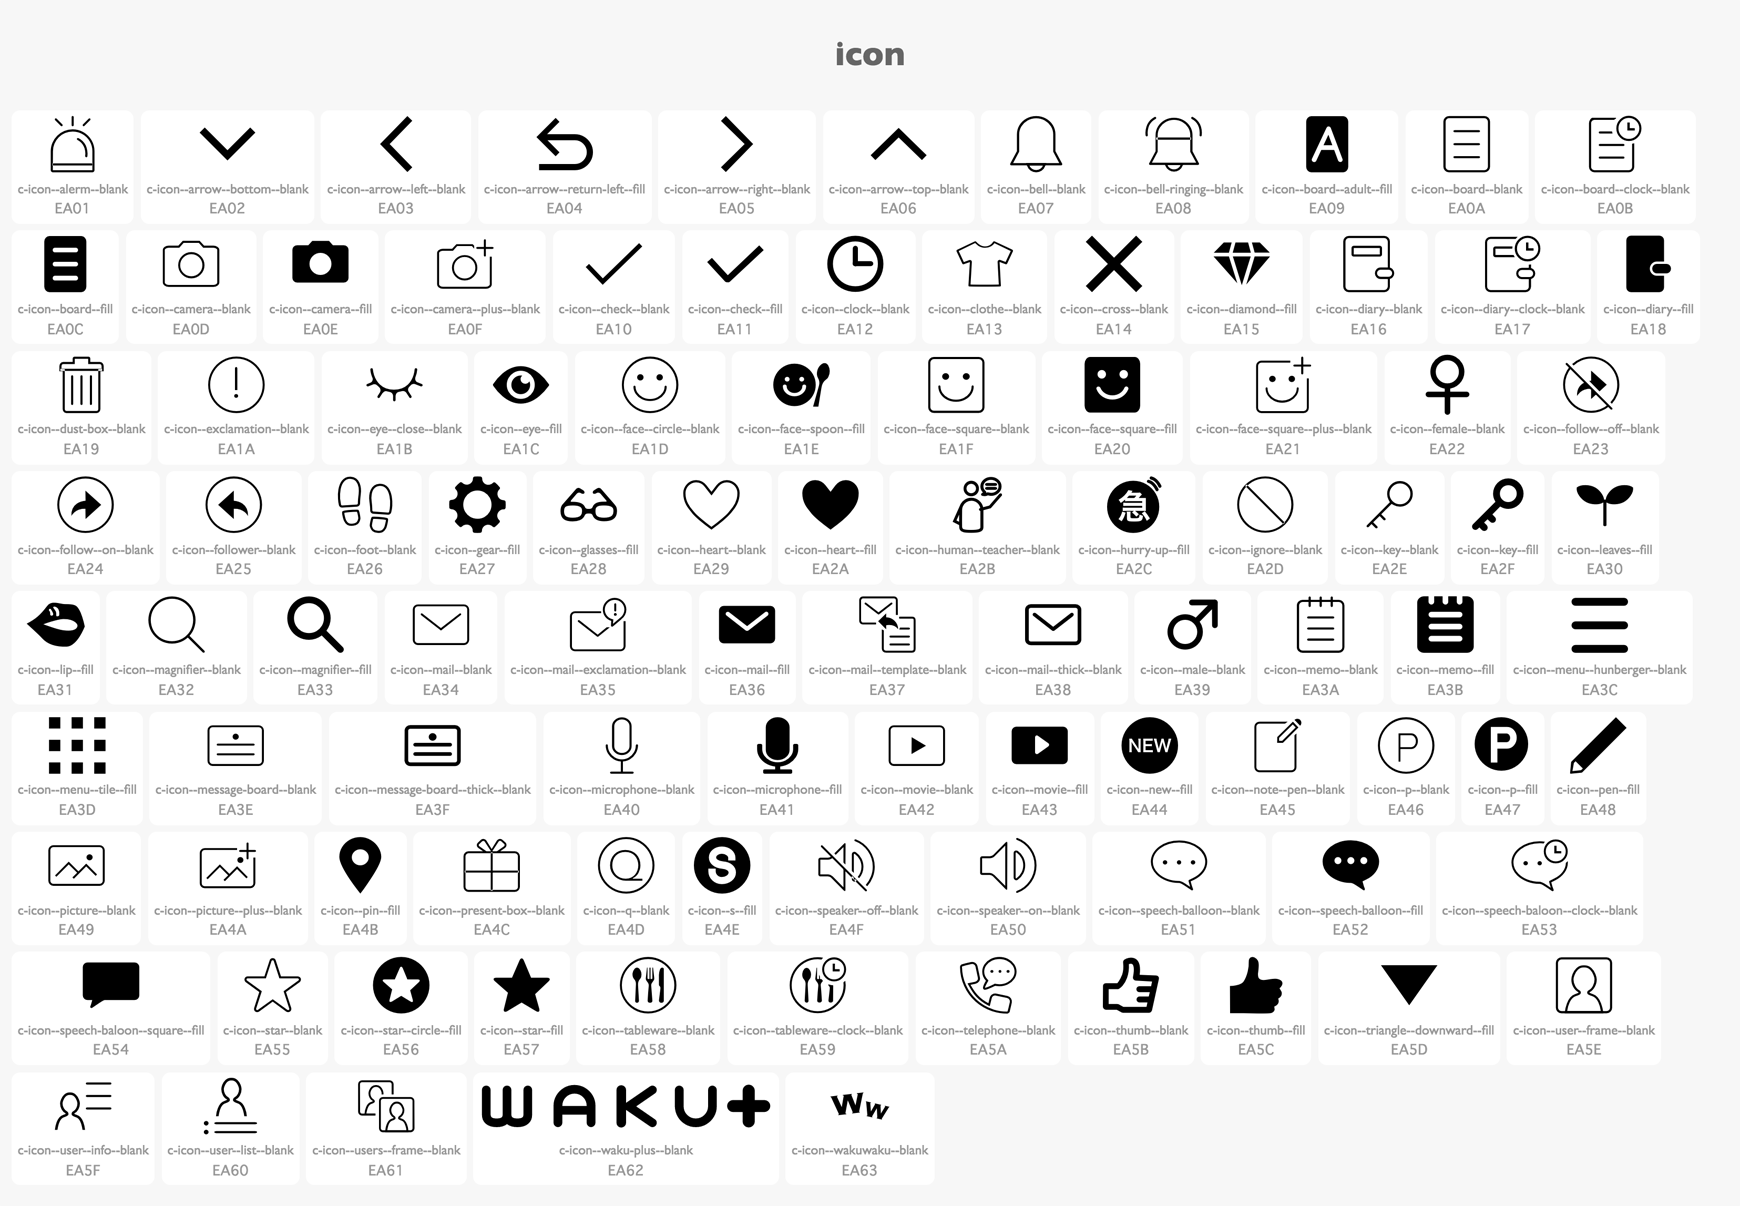 icon
A
c-icon--alerm--blank c-icon--arrow--bottom--blank c-icon--arrow--left--blank c-icon--arrow--return-left--fill c-icon--arrow--right--blank c-icon--arrow--top--blank c-icon--bell--blank c-icon--bell-ringing--blank c-icon--board--adult--fill c-icon--board--blank c-icon--board--clock--blank
EA01 EA02 EA03 EA04 EA05 EA06 EA07 EA08 EA09 EA0A EA0B
c-icon--board--fill c-icon--camera--blank c-icon--camera--fill c-icon--camera--plus--blank c-icon--check--blank c-icon--check--fill c-icon--clock--blank c-icon--clothe--blank c-icon--cross--blank c-icon--diamond--fill c-icon--diary--blank c-icon--diary--clock--blank c-icon--diary--fill
EA0C EA0D EA0E EA0F EA10 EA11 EA12 EA13 EA14 EA15 EA16 EA17 EA18
c-icon--dust-box--blank c-icon--exclamation--blank c-icon--eye--close--blank c-icon--eye--fill c-icon--face--circle--blank c-icon--face--spoon--fill c-icon--face--square--blank c-icon--face--square--fill c-icon--face--square--plus--blank c-icon--female--blank c-icon--follow--off--blank
EA19 EA1A EA1B EA1C EA1D EA1E EA1F EA20 EA21 EA22 EA23
急
c-icon--follow--on--blank c-icon--follower--blank c-icon--foot--blank c-icon--gear--fill c-icon--glasses--fill c-icon--heart--blank c-icon--heart--fill c-icon--human--teacher--blank c-icon--hurry-up--fill c-icon--ignore--blank c-icon--key--blank c-icon--key--fill c-icon--leaves--fill
EA24 EA25 EA26 EA27 EA28 EA29 EA2A EA2B EA2C EA2D EA2E EA2F EA30
c-icon--lip--fill c-icon--magnifier--blank c-icon--magnifier--fill c-icon--mail--blank c-icon--mail--exclamation--blank c-icon--mail--fill c-icon--mail--template--blank c-icon--mail--thick--blank c-icon--male--blank c-icon--memo--blank c-icon--memo--fill c-icon--menu--hunberger--blank
EA31 EA32 EA33 EA34 EA35 EA36 EA37 EA38 EA39 EA3A EA3B EA3C
NEW P P
c-icon--menu--tile--fill c-icon--message-board--blank c-icon--message-board--thick--blank c-icon--microphone--blank c-icon--microphone--fill c-icon--movie--blank c-icon--movie--fill c-icon--new--fill c-icon--note--pen--blank c-icon--p--blank c-icon--p--fill c-icon--pen--fill
EA3D EA3E EA3F EA40 EA41 EA42 EA43 EA44 EA45 EA46 EA47 EA48
Q S
c-icon--picture--blank c-icon--picture--plus--blank c-icon--pin--fill c-icon--present-box--blank c-icon--q--blank c-icon--s--fill c-icon--speaker--off--blank c-icon--speaker--on--blank c-icon--speech-balloon--blank c-icon--speech-balloon--fill c-icon--speech-baloon--clock--blank
EA49 EA4A EA4B EA4C EA4D EA4E EA4F EA50 EA51 EA52 EA53
c-icon--speech-baloon--square--fill c-icon--star--blank c-icon--star--circle--fill c-icon--star--fill c-icon--tableware--blank c-icon--tableware--clock--blank c-icon--telephone--blank c-icon--thumb--blank c-icon--thumb--fill c-icon--triangle--downward--fill c-icon--user--frame--blank
EA54 EA55 EA56 EA57 EA58 EA59 EA5A EA5B EA5C EA5D EA5E
WAKU+ Ww
c-icon--user--info--blank c-icon--user--list--blank c-icon--users--frame--blank c-icon--waku-plus--blank c-icon--wakuwaku--blank
EA5F EA60 EA61 EA62 EA63